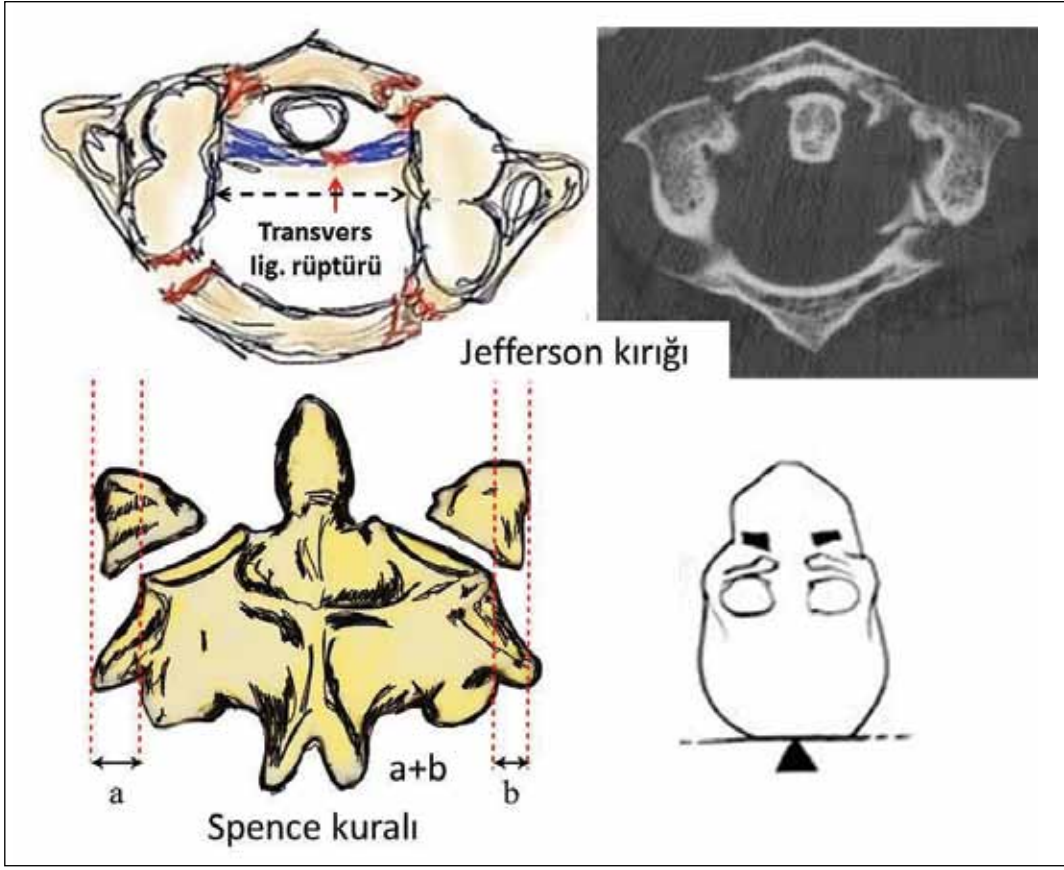 Transvers
lig. rüptürü
Jefferson kırığı
a
a+b
b
Spence kuralı